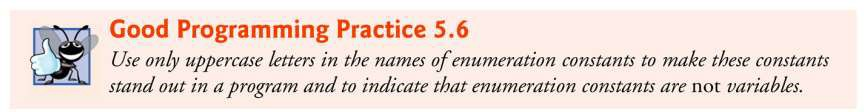 Good Programming Practice 5.6
Use only uppercase letters in the names of enumeration constants to make these constants
stand out in a program and to indicate that enumeration constants are not variables.